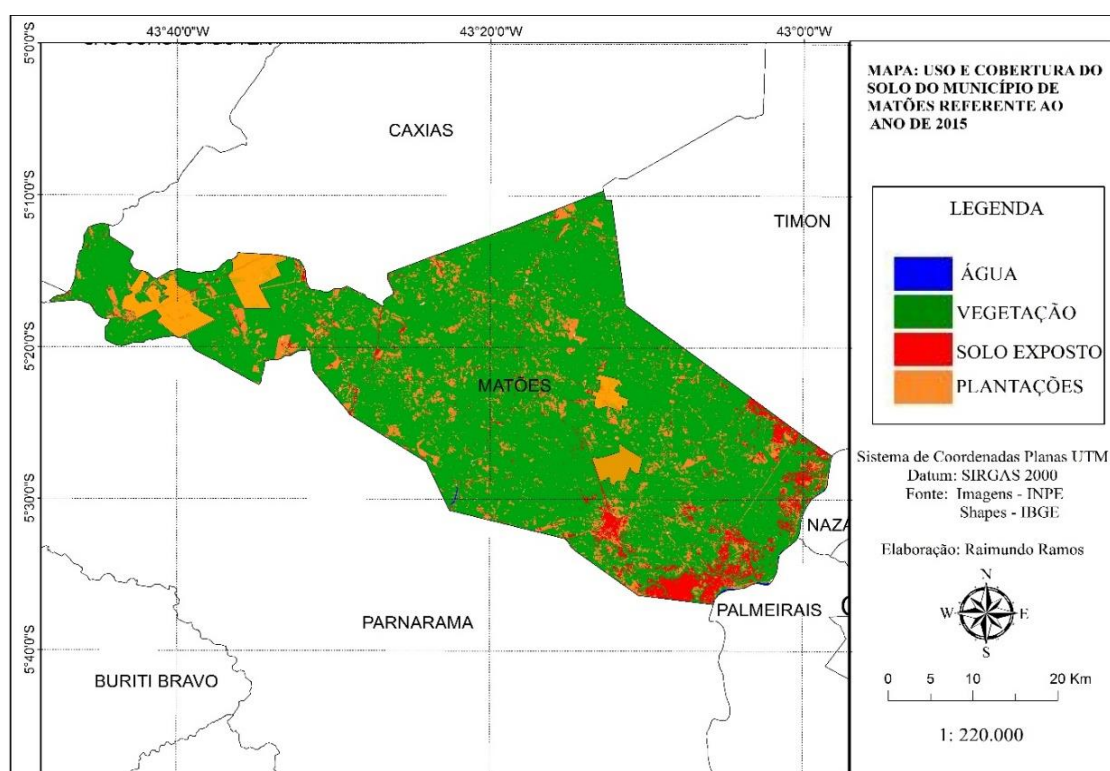 43°40'0"W
43°20'0"W
43°0'0"W
5°0'0"S
5°10'0"S
5°20'0"S
5°30'0"S
5°40'0"S
CAXIAS
TIMON
MATÕES
NAZA
PALMEIRAIS
PARNARAMA
BURITI BRAVO
MAPA: USO E COBERTURA DO
SOLO DO MUNICÍPIO DE
MATÕES REFERENTE AO
ANO DE 2015
LEGENDA
ÁGUA
VEGETAÇÃO
SOLO EXPOSTO
PLANTAÇÕES
Sistema de Coordenadas Planas UTM
Datum: SIRGAS 2000
Fonte: Imagens - INPE
Shapes - IBGE
Elaboração: Raimundo Ramos
N
W E
S
0 5 10 20 Km
1: 220.000